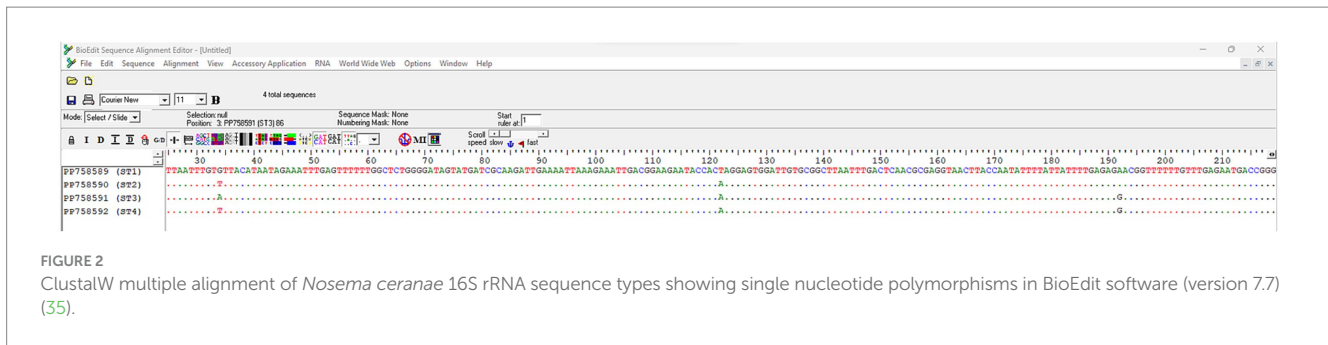 BioEdit Sequence Alignment Editor - [Untitled]
File Edit Sequence Alignment View Accessory Application RNA World Wide Web Options Window Help
Courier New 11 B 4 total sequences
Mode: Select / Slide Selection: null Sequence Mask: None Start
Position: 3: PP758591 (ST3) 86 Numbering Mask: None ruler at: 1
I D I D G/D MI Scroll speed slow fast
30 40 50 60 70 80 90 100 110 120 130 140 150 160 170 180 190 200 210
PP758589 (ST1) TTAATTTGTGTTACATAATAGAAATTTGAGTTTTTTGGCTCTGGGGATAGTATGATCGCAAGATTGAAAATTAAAGAAATTGACGGAAGAATACCACTAGGAGTGGATTGTGCGGCTTAATTTGACTCAACGCGAGGTAACTTACCAATATTTTATTATTTTGAGAGAACGGTTTTTTGTTTGAGAATGACCGGG
PP758590 (ST2) T A
PP758591 (ST3) A A G
PP758592 (ST4) T A G
FIGURE 2
ClustalW multiple alignment of Nosema ceranae 16S rRNA sequence types showing single nucleotide polymorphisms in BioEdit software (version 7.7)
(35).